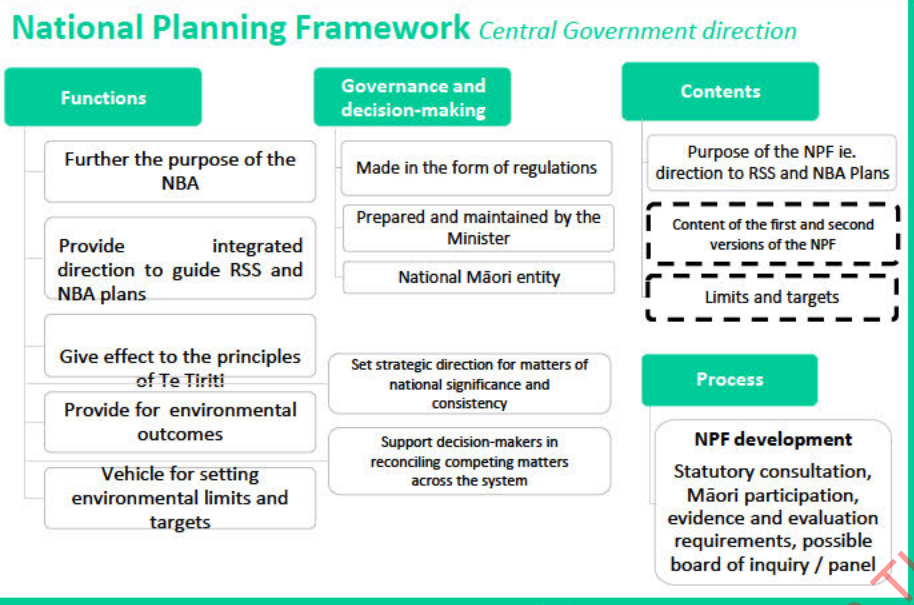 National Planning Framework Central Government direction
Functions
Further the purpose of the
NBA
Provide integrated
direction to guide RSS and
NBA plans
Give effect to the principles
of Te Tiriti
Provide for environmental
outcomes
Vehicle for setting
environmental limits and
targets
Governance and
decision-making
Made in the form of regulations
Prepared and maintained by the
Minister
National Māori entity
Set strategic direction for matters of
national significance and
consistency
Support decision-makers in
reconciling competing matters
across the system
Contents
Purpose of the NPF ie.
direction to RSS and NBA Plans
Content of the first and second
versions of the NPF
Limits and targets
Process
NPF development
Statutory consultation,
Māori participation,
evidence and evaluation
requirements, possible
board of inquiry / panel